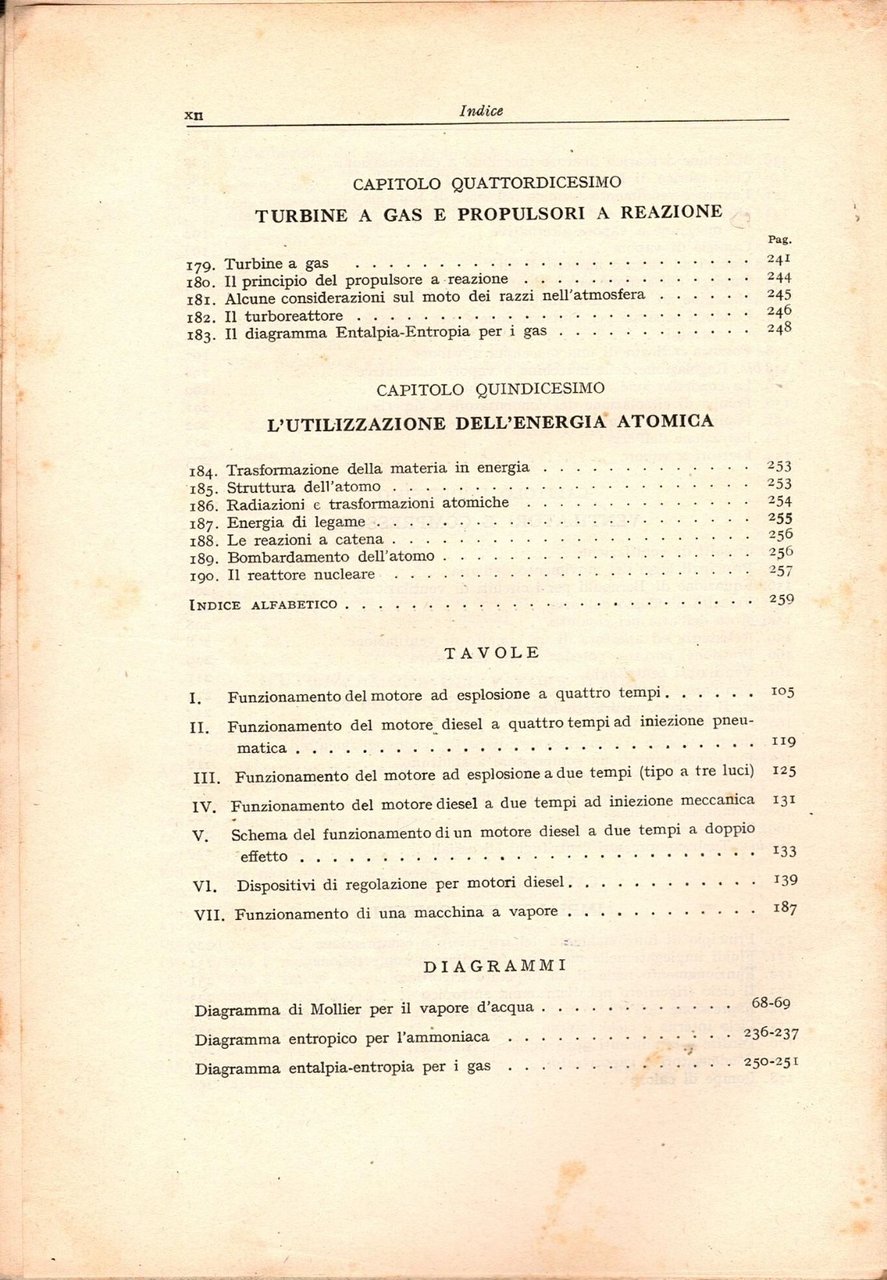 XII Indice
CAPITOLO QUATTORDICESIMO
TURBINE A GAS E PROPULSORI A REAZIONE
Pag.
179. Turbine a gas . . . . . . . . . . . . . . . . . . . . . . . 241
180. Il principio del propulsore a reazione . . . . . . . . . . . . . 244
181. Alcune considerazioni sul moto dei razzi nell'atmosfera . . . . . . 245
182. Il turboreattore . . . . . . . . . . . . . . . . . . . . . . . 246
183. Il diagramma Entalpia-Entropia per i gas . . . . . . . . . . . 248
CAPITOLO QUINDICESIMO
L'UTILIZZAZIONE DELL'ENERGIA ATOMICA
184. Trasformazione della materia in energia . . . . . . . . . . . . 253
185. Struttura dell'atomo . . . . . . . . . . . . . . . . . . . . . 253
186. Radiazioni e trasformazioni atomiche . . . . . . . . . . . . . 254
187. Energia di legame . . . . . . . . . . . . . . . . . . . . . . 255
188. Le reazioni a catena . . . . . . . . . . . . . . . . . . . . . 256
189. Bombardamento dell'atomo . . . . . . . . . . . . . . . . . . 256
190. Il reattore nucleare . . . . . . . . . . . . . . . . . . . . . 257
INDICE ALFABETICO . . . . . . . . . . . . . . . . . . . . . . . . 259
TAVOLE
I. Funzionamento del motore ad esplosione a quattro tempi . . . . . . 105
II. Funzionamento del motore diesel a quattro tempi ad iniezione pneu-
matica . . . . . . . . . . . . . . . . . . . . . . . . . . . . 119
III. Funzionamento del motore ad esplosione a due tempi (tipo a tre luci) 125
IV. Funzionamento del motore diesel a due tempi ad iniezione meccanica 131
V. Schema del funzionamento di un motore diesel a due tempi a doppio
effetto . . . . . . . . . . . . . . . . . . . . . . . . . . . . 133
VI. Dispositivi di regolazione per motori diesel . . . . . . . . . . . . 139
VII. Funzionamento di una macchina a vapore . . . . . . . . . . . . 187
DIAGRAMMI
Diagramma di Mollier per il vapore d'acqua . . . . . . . . . . . 68-69
Diagramma entropico per l'ammoniaca . . . . . . . . . . . . . 236-237
Diagramma entalpia-entropia per i gas . . . . . . . . . . . . . 250-251